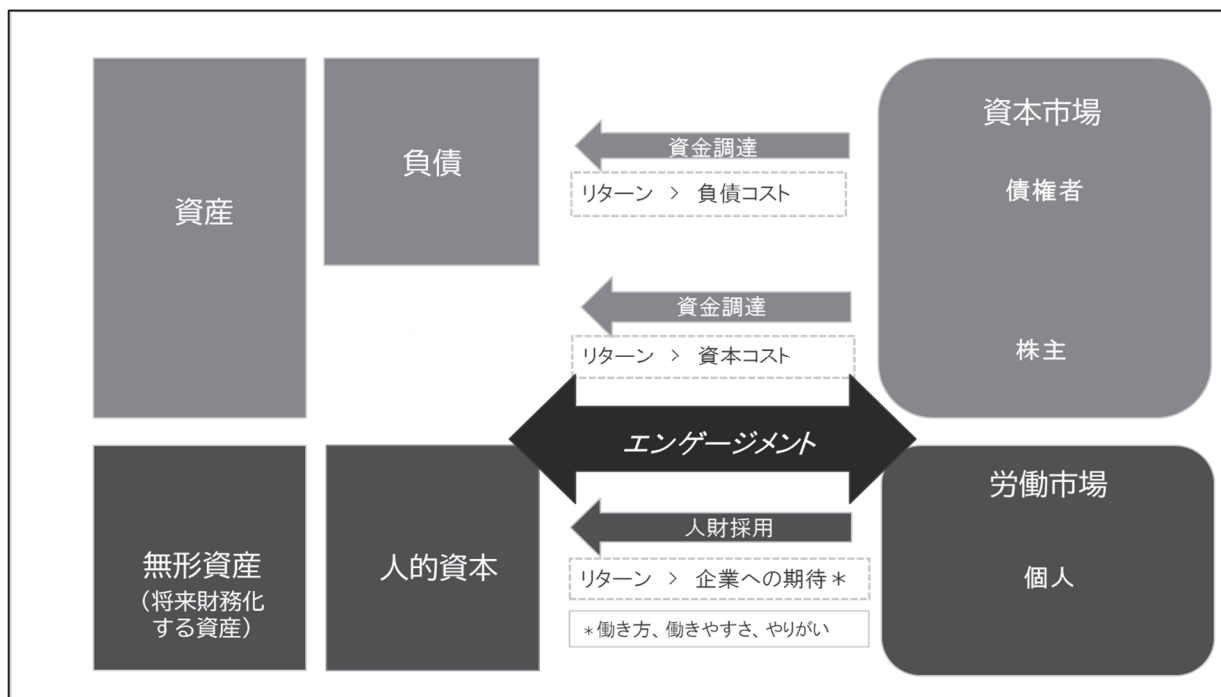 資産
負債
資金調達
リターン > 負債コスト
資本市場
債権者
資金調達
リターン > 資本コスト
株主
エンゲージメント
無形資産
（将来財務化
する資産）
人的資本
人財採用
リターン > 企業への期待＊
＊働き方、働きやすさ、やりがい
労働市場
個人